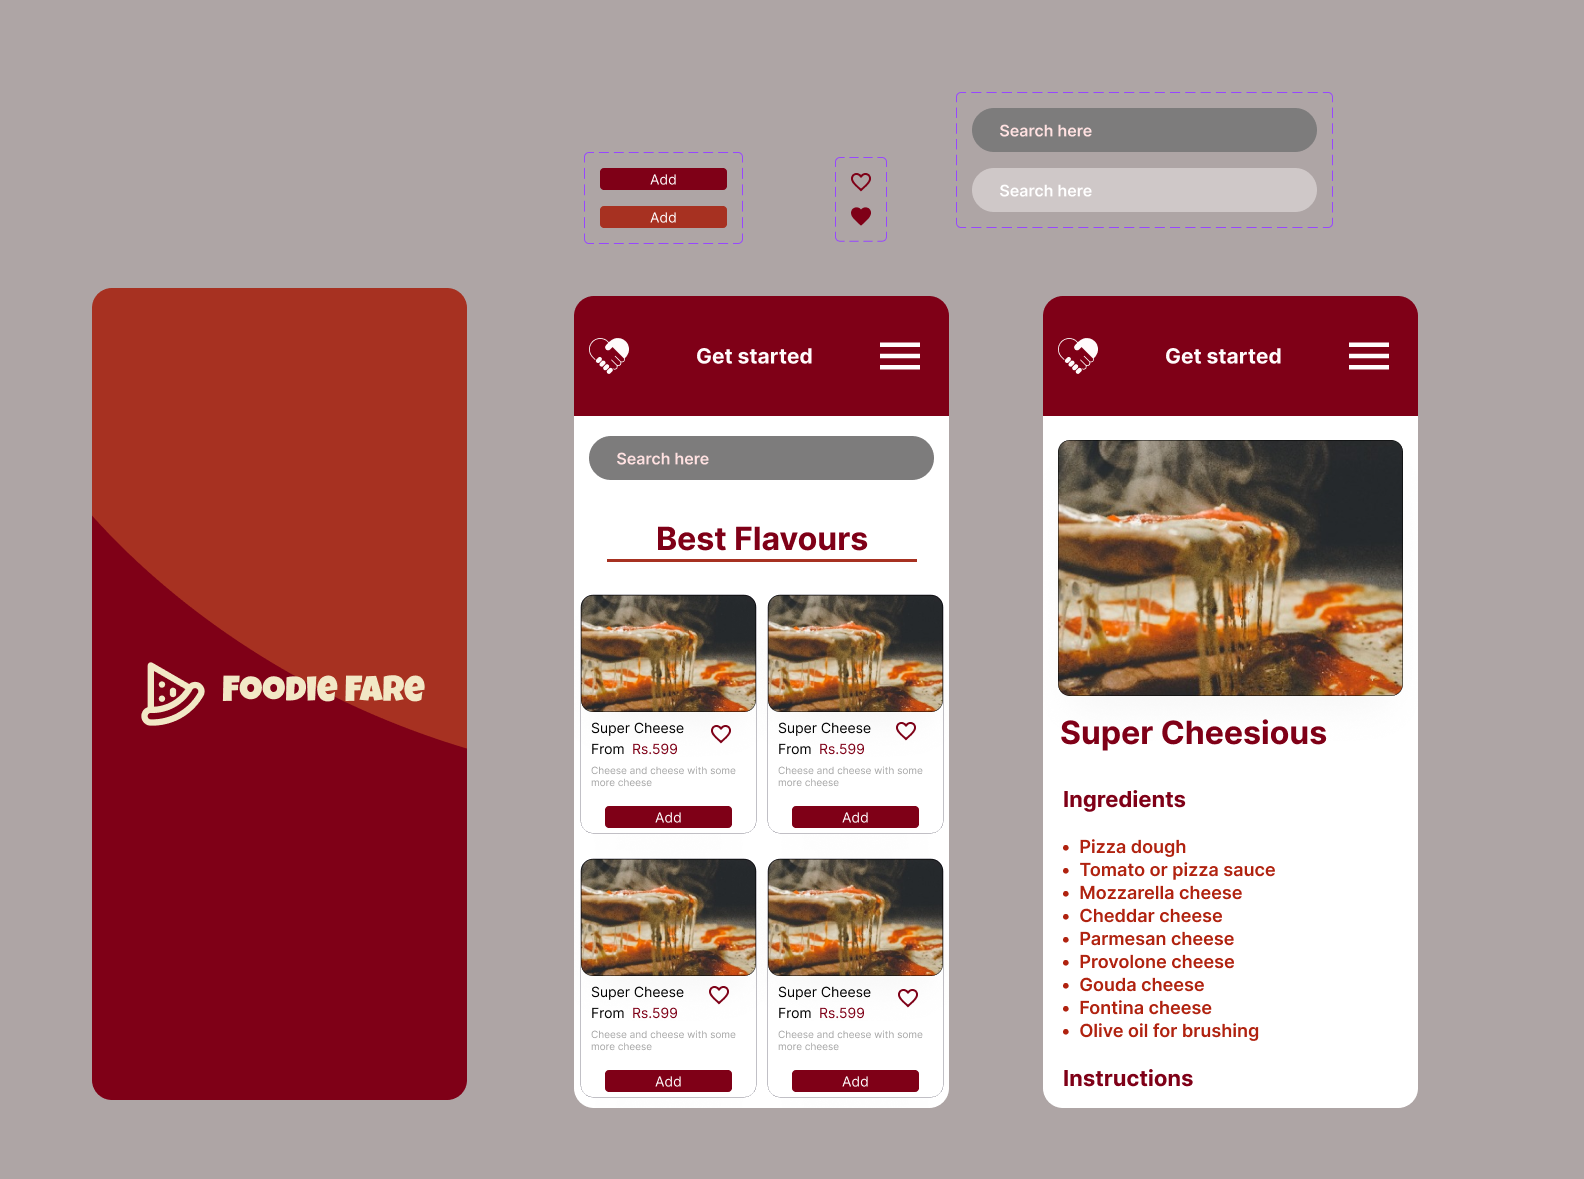 Add
Add
Search here
Search here
FOODIE FARE
Get started
Search here
Best Flavours
Super Cheese
From Rs.599
Cheese and cheese with some
more cheese
Add
Super Cheese
From Rs.599
Cheese and cheese with some
more cheese
Add
Super Cheese
From Rs.599
Cheese and cheese with some
more cheese
Add
Super Cheese
From Rs.599
Cheese and cheese with some
more cheese
Add
Get started
Super Cheesious
Ingredients
• Pizza dough
• Tomato or pizza sauce
• Mozzarella cheese
• Cheddar cheese
• Parmesan cheese
• Provolone cheese
• Gouda cheese
• Fontina cheese
• Olive oil for brushing
Instructions